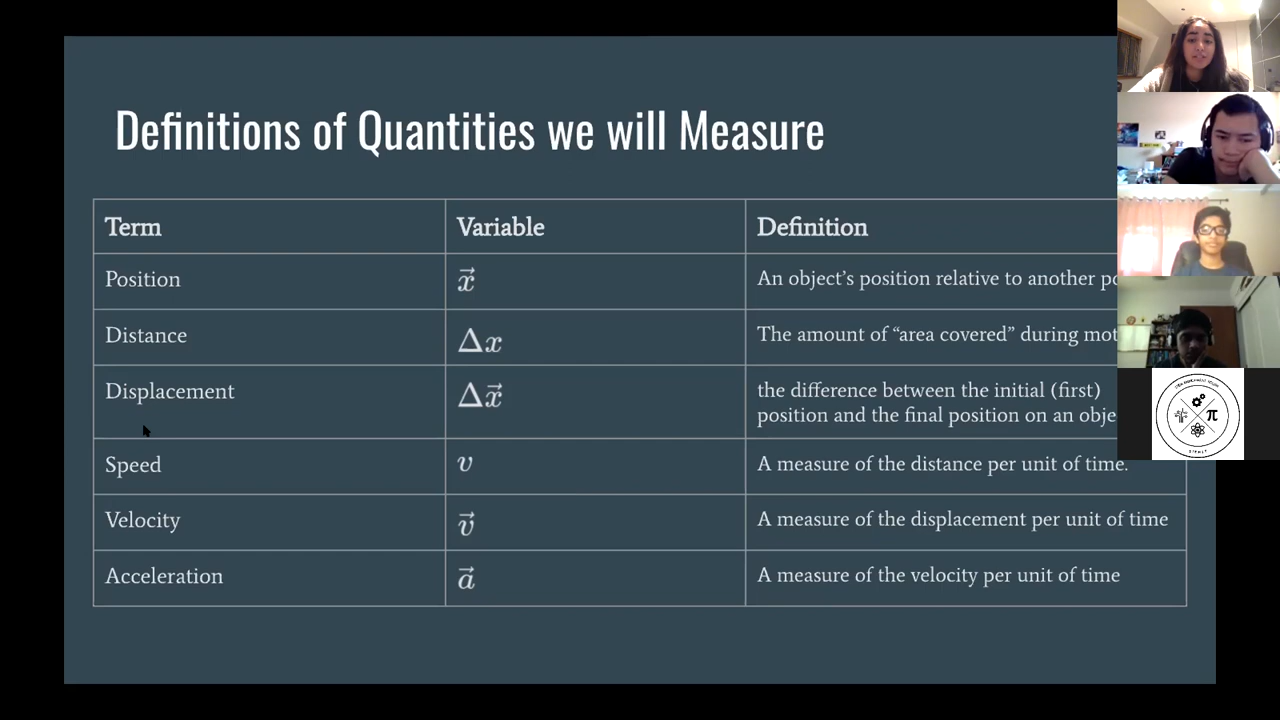 Definitions of Quantities we will Measure
Term Variable Definition
Position x⃗ An object's position relative to another
Distance Δx The amount of “area covered” during
Displacement Δx⃗ the difference between the initial (first)
position and the final position on an
Speed v A measure of the distance per unit of time.
Velocity v⃗ A measure of the displacement per unit of time
Acceleration a⃗ A measure of the velocity per unit of time
π